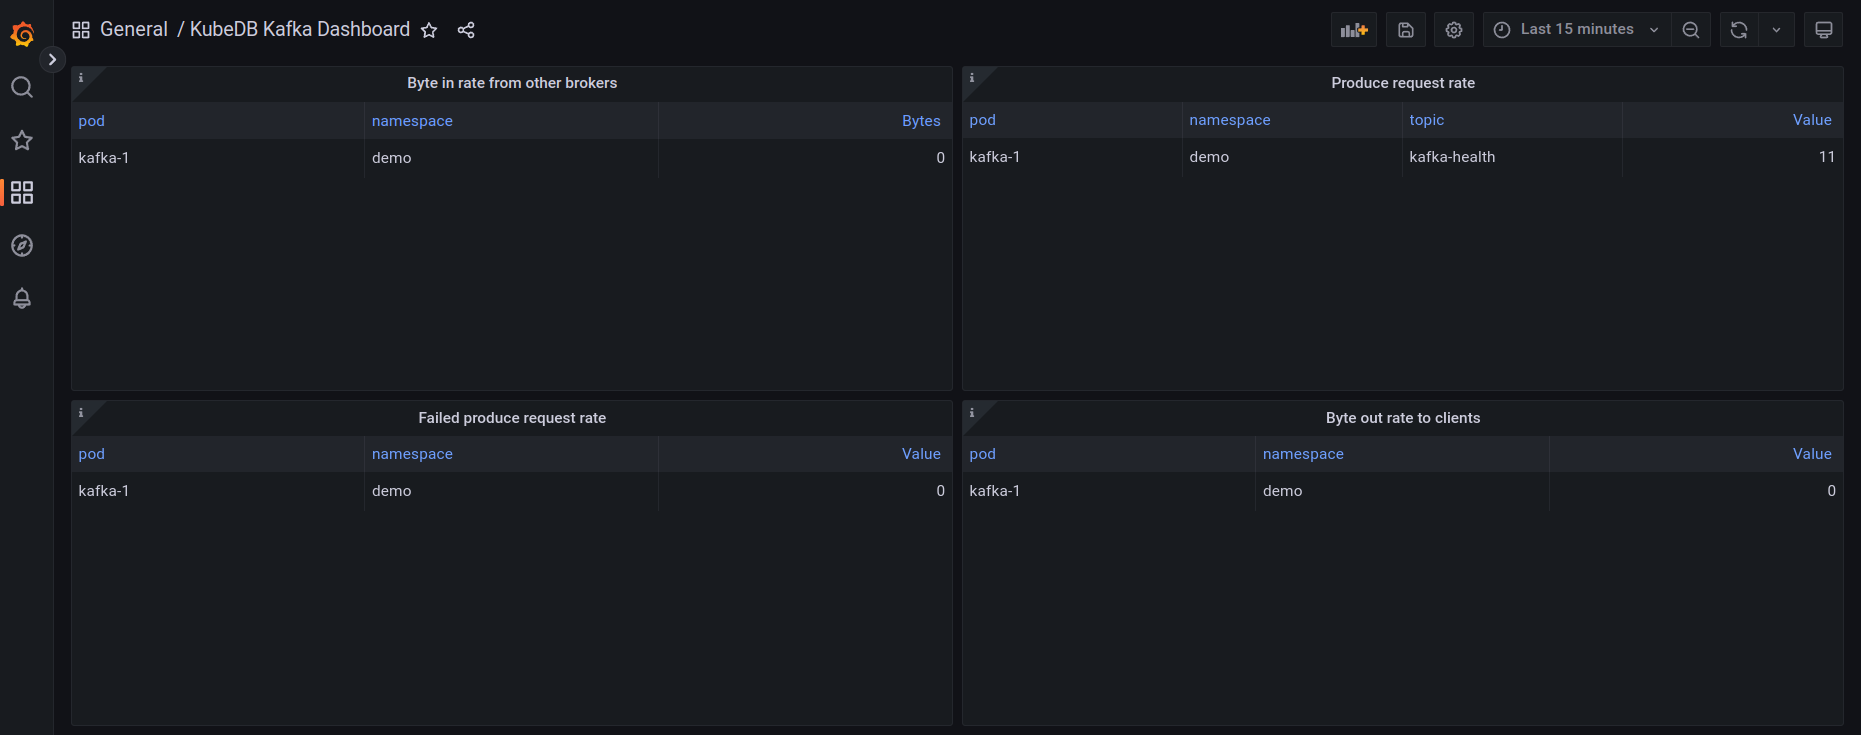 General / KubeDB Kafka Dashboard
Last 15 minutes
Byte in rate from other brokers
pod namespace Bytes
kafka-1 demo 0
Produce request rate
pod namespace topic Value
kafka-1 demo kafka-health 11
Failed produce request rate
pod namespace Value
kafka-1 demo 0
Byte out rate to clients
pod namespace Value
kafka-1 demo 0